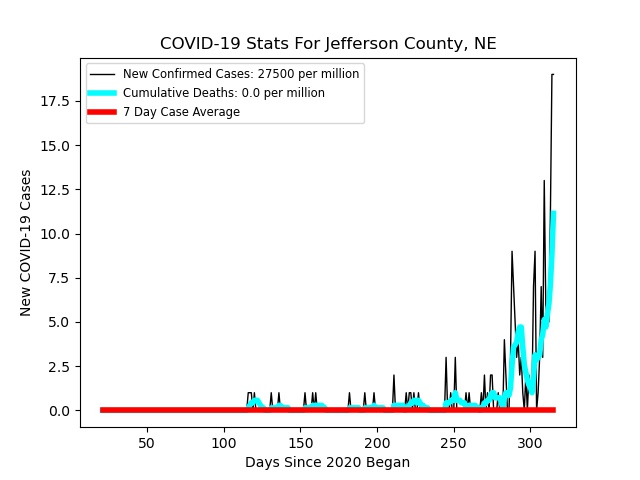 COVID-19 Stats For Jefferson County, NE
New Confirmed Cases: 27500 per million
Cumulative Deaths: 0.0 per million
7 Day Case Average
New COVID-19 Cases
17.5
15.0
12.5
10.0
7.5
5.0
2.5
0.0
50 100 150 200 250 300
Days Since 2020 Began